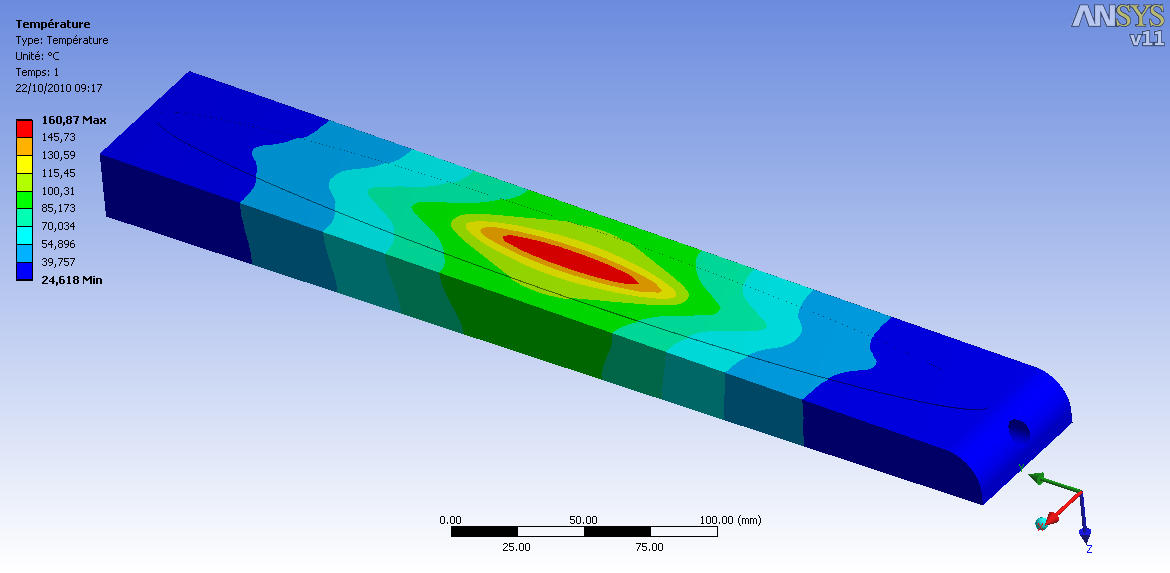 Température
Type: Température
Unité: °C
Temps: 1
22/10/2010 09:17
160,87 Max
145,73
130,59
115,45
100,31
85,173
70,034
54,896
39,757
24,618 Min
ANSYS
v11
0.00 50.00 100.00 (mm)
25.00 75.00
Z